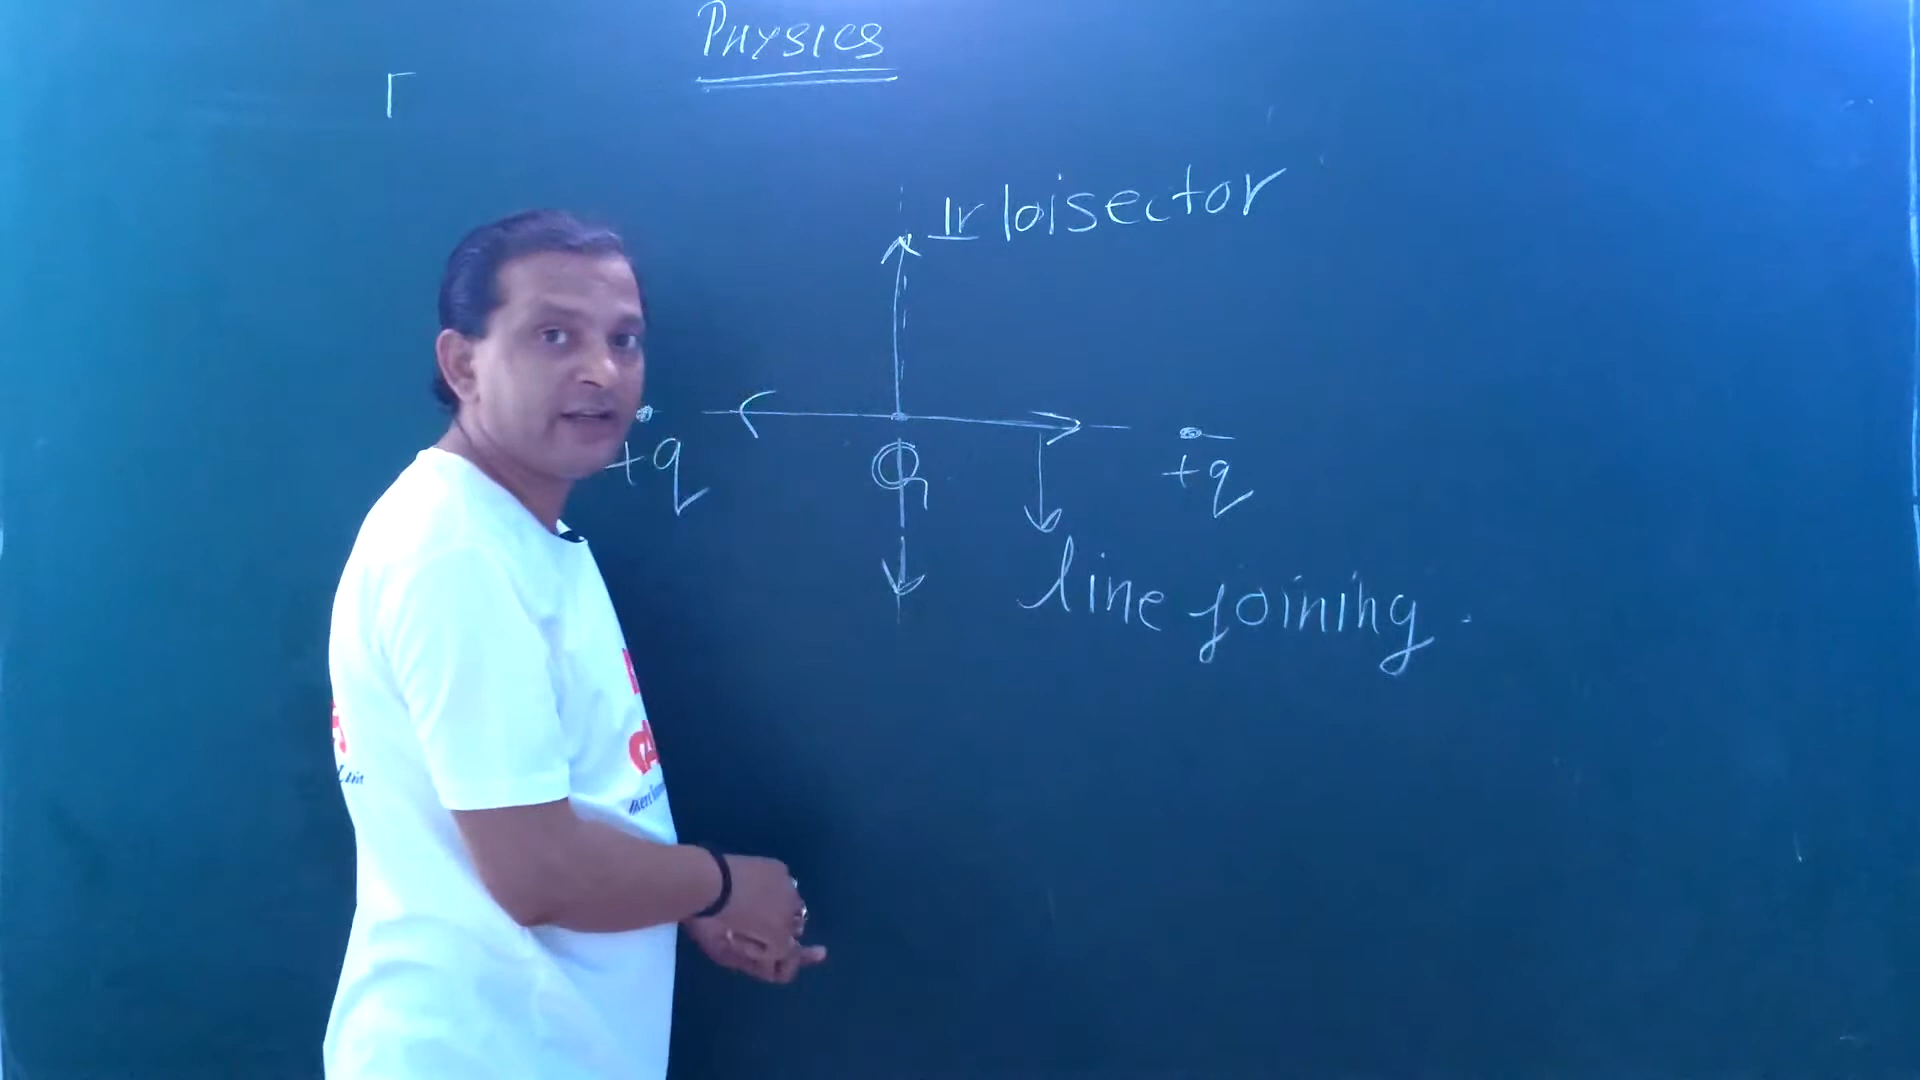 PHYSICS
⊥r bisector
+q
Q
+q
line joining.